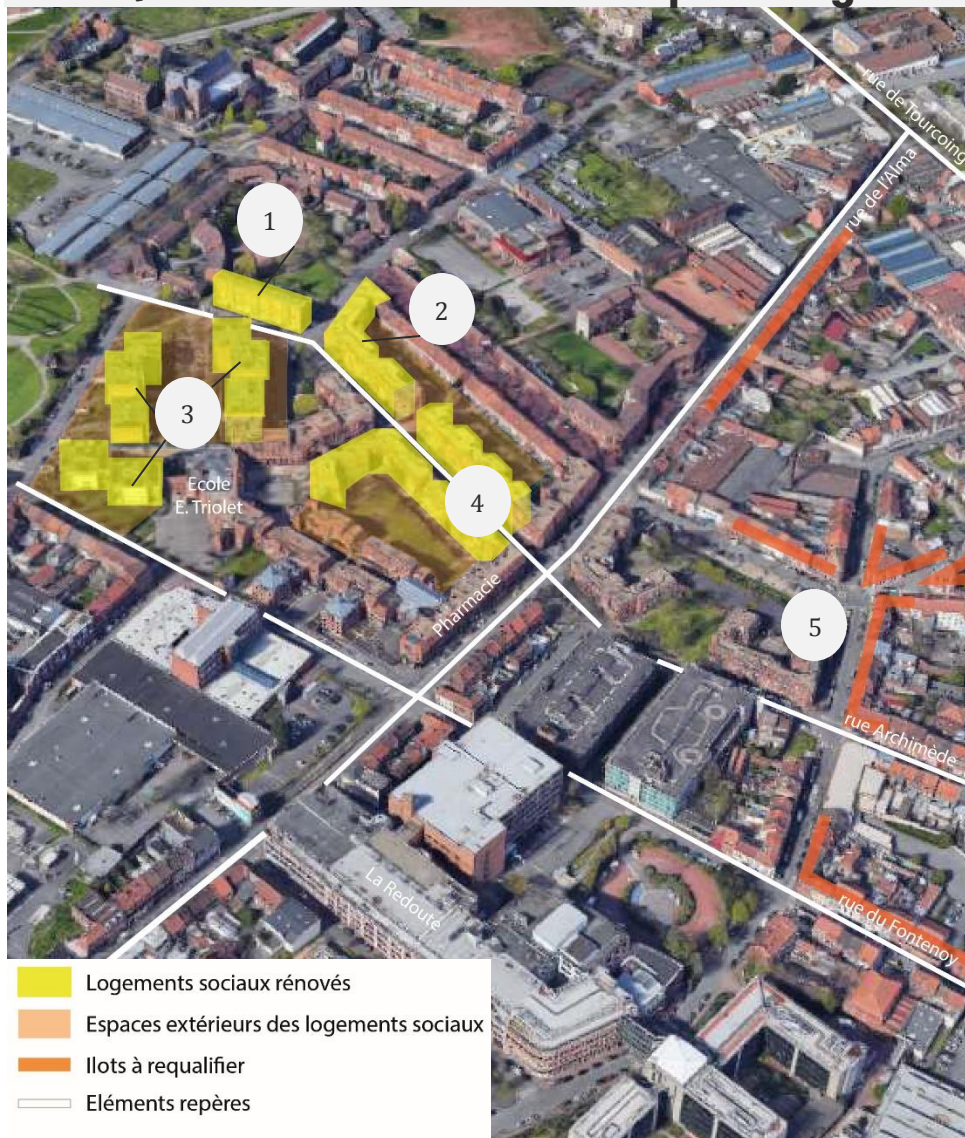 rue de Tourcoing
rue de l'Alma
1
2
3
Ecole
E. Triolet
4
Pharmacie
5
rue Archimède
La Redoute
rue du Fontenoy
Logements sociaux rénovés
Espaces extérieurs des logements sociaux
Ilots à requalifier
Eléments repères